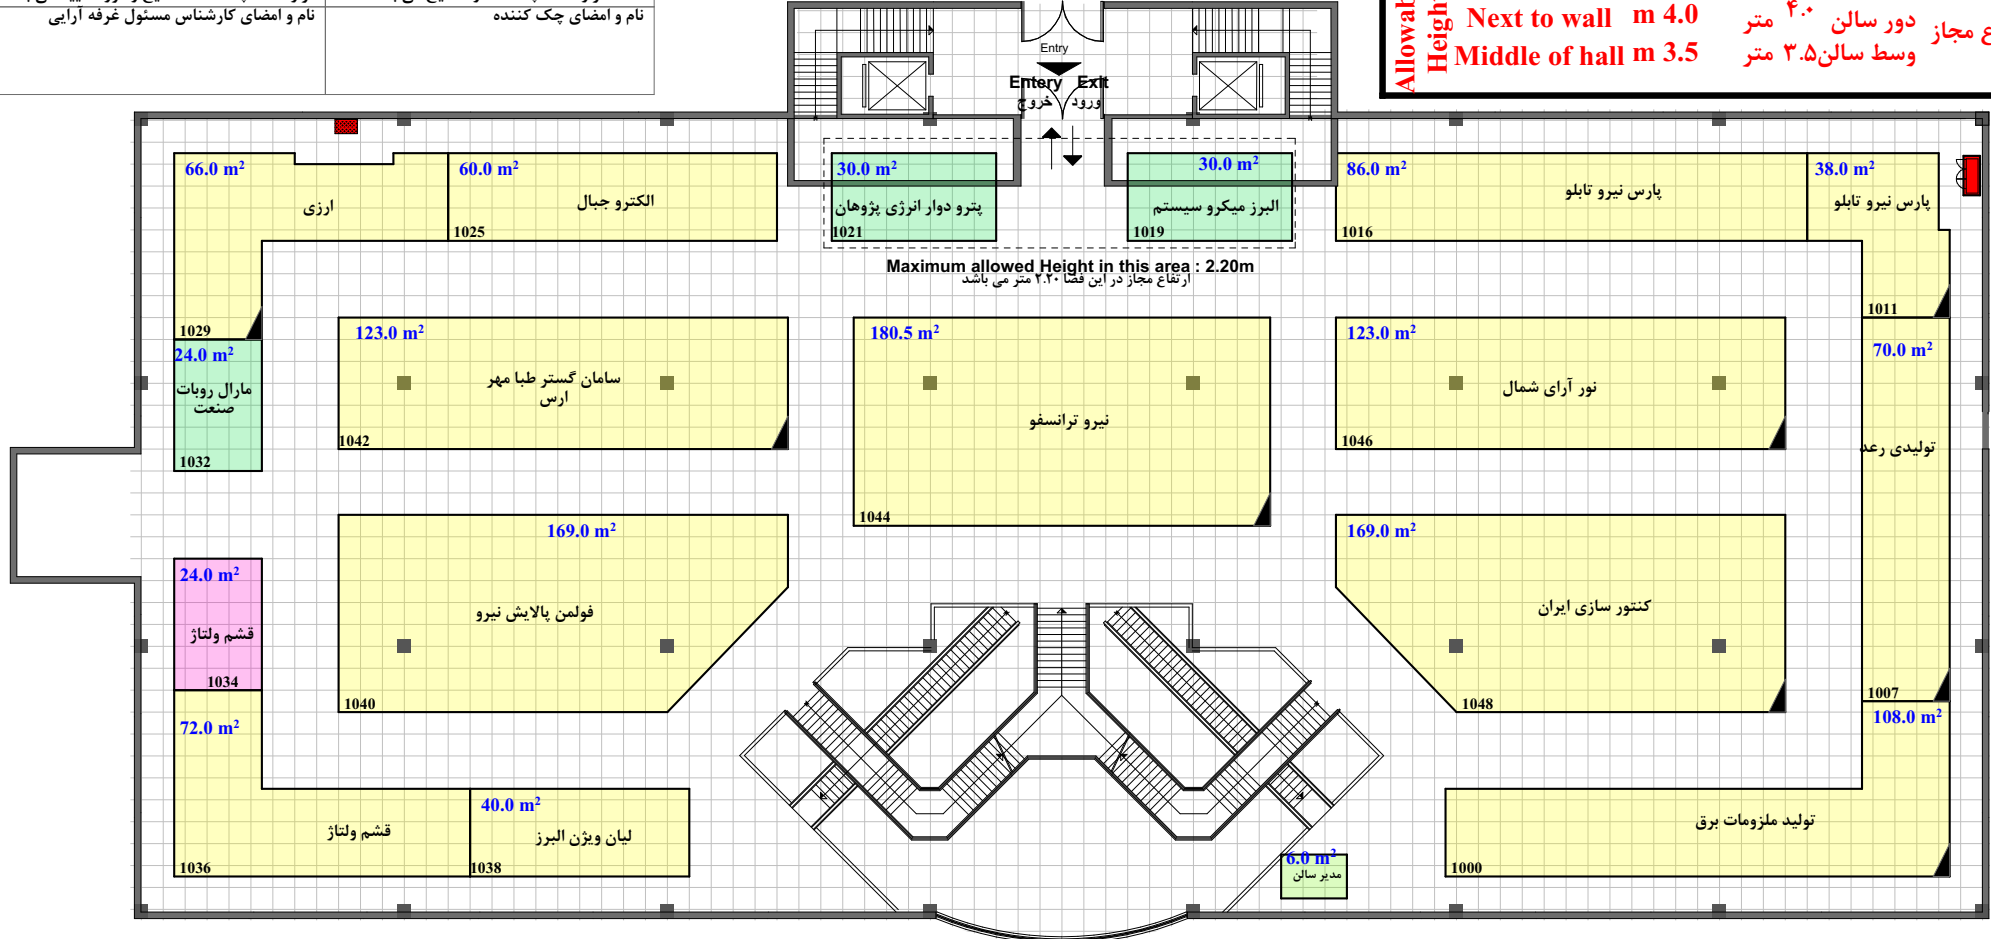 نام و امضای کارشناس مسئول غرفه آرایی
نام و امضای چک کننده
Allowab
Heigh
Next to wall m 4.0
دور سالن ۴.۰ متر
Middle of hall m 3.5
وسط سالن۳.۵ متر
ع مجاز
Entry
Entery Exit
خروج ورود
66.0 m²
ارزی
1029
60.0 m²
الکترو جبال
1025
30.0 m²
پترو دوار انرژی پژوهان
1021
30.0 m²
البرز میکرو سیستم
1019
86.0 m²
پارس نیرو تابلو
1016
38.0 m²
پارس نیرو تابلو
1011
Maximum allowed Height in this area : 2.20m
ارتفاع مجاز در این فضا ۲.۲۰ متر می باشد
24.0 m²
مارال روبات
صنعت
1032
123.0 m²
سامان گستر طبا مهر
ارس
1042
180.5 m²
نیرو ترانسفو
1044
123.0 m²
نور آرای شمال
1046
70.0 m²
تولیدی رعد
1007
24.0 m²
قشم ولتاژ
1034
169.0 m²
فولمن پالایش نیرو
1040
169.0 m²
کنتور سازی ایران
1048
72.0 m²
قشم ولتاژ
1036
40.0 m²
لیان ویژن البرز
1038
6.0 m²
مدیر سالن
108.0 m²
تولید ملزومات برق
1000